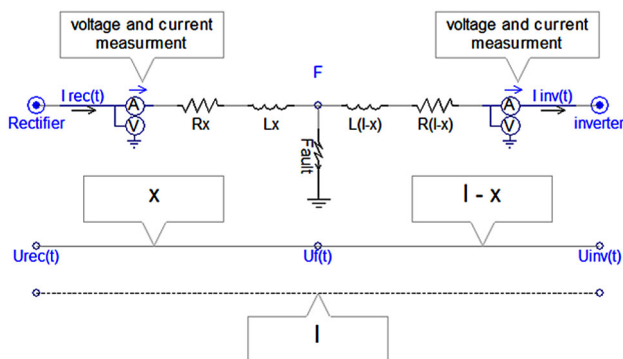 voltage and current
measurment
voltage and current
measurment
F
I rec(t)
A
A
I inv(t)
Rectifier
V
Rx
Lx
L(l-x)
R(l-x)
V
inverter
Fault
x
l - x
Urec(t)
Uf(t)
Uinv(t)
l